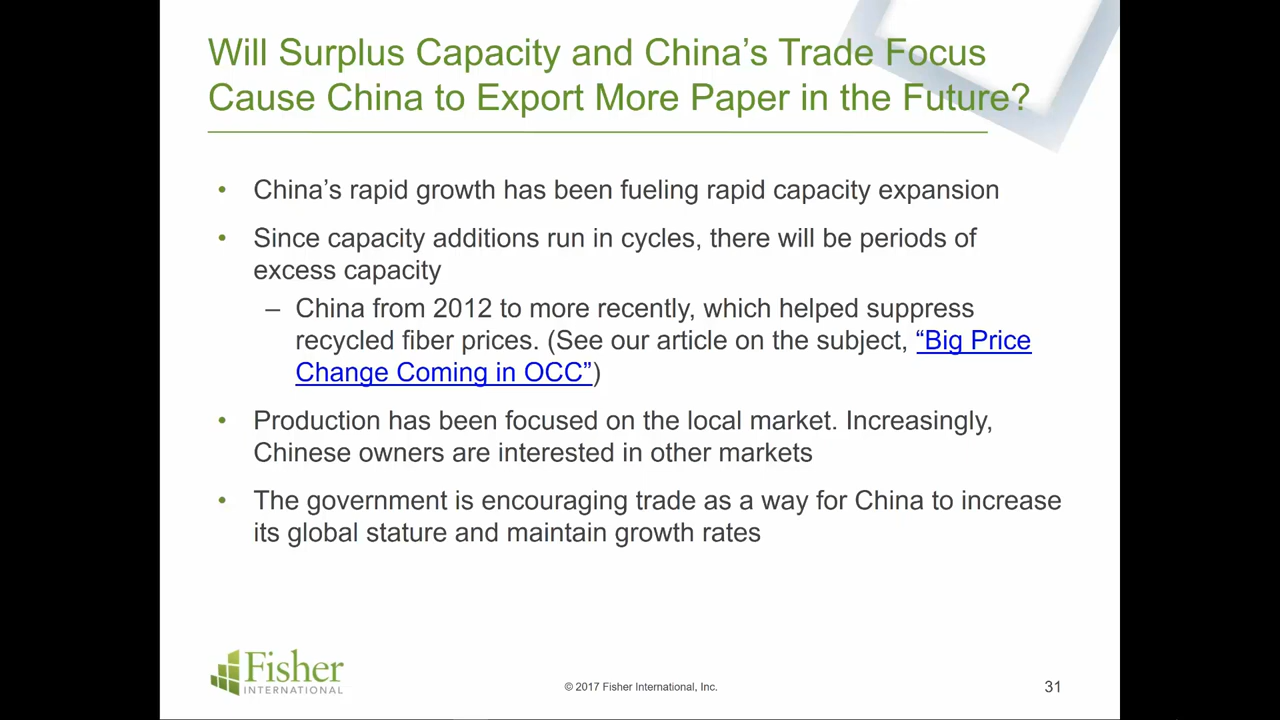 Will Surplus Capacity and China’s Trade Focus
Cause China to Export More Paper in the Future?
• China’s rapid growth has been fueling rapid capacity expansion
• Since capacity additions run in cycles, there will be periods of
excess capacity
– China from 2012 to more recently, which helped suppress
recycled fiber prices. (See our article on the subject, “Big Price
Change Coming in OCC”)
• Production has been focused on the local market. Increasingly,
Chinese owners are interested in other markets
• The government is encouraging trade as a way for China to increase
its global stature and maintain growth rates
Fisher
INTERNATIONAL
© 2017 Fisher International, Inc.
31